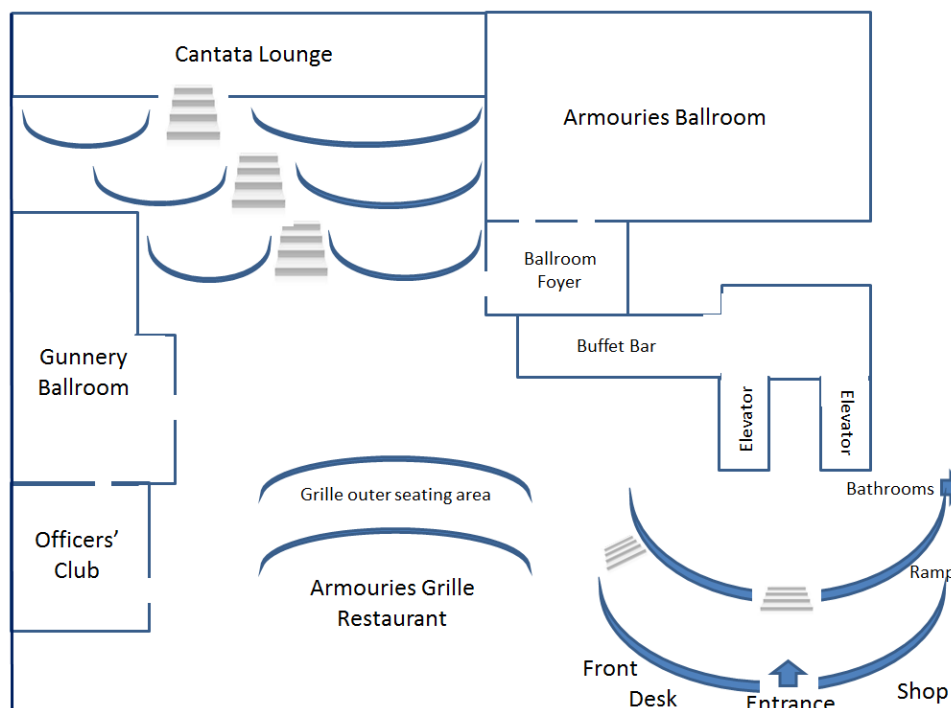 Cantata Lounge
Armouries Ballroom
Ballroom
Foyer
Buffet Bar
Gunnery
Ballroom
Elevator
Elevator
Grille outer seating area
Bathrooms
Officers'
Club
Armouries Grille
Restaurant
Ramp
Front
Desk
Entrance
Shop